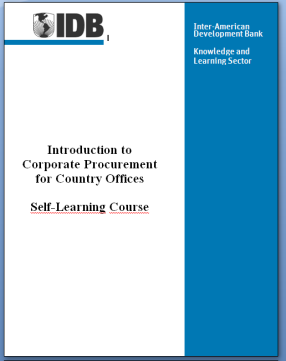 IDB
Inter-American
Development Bank
Knowledge and
Learning Sector
Introduction to
Corporate Procurement
for Country Offices
Self-Learning Course